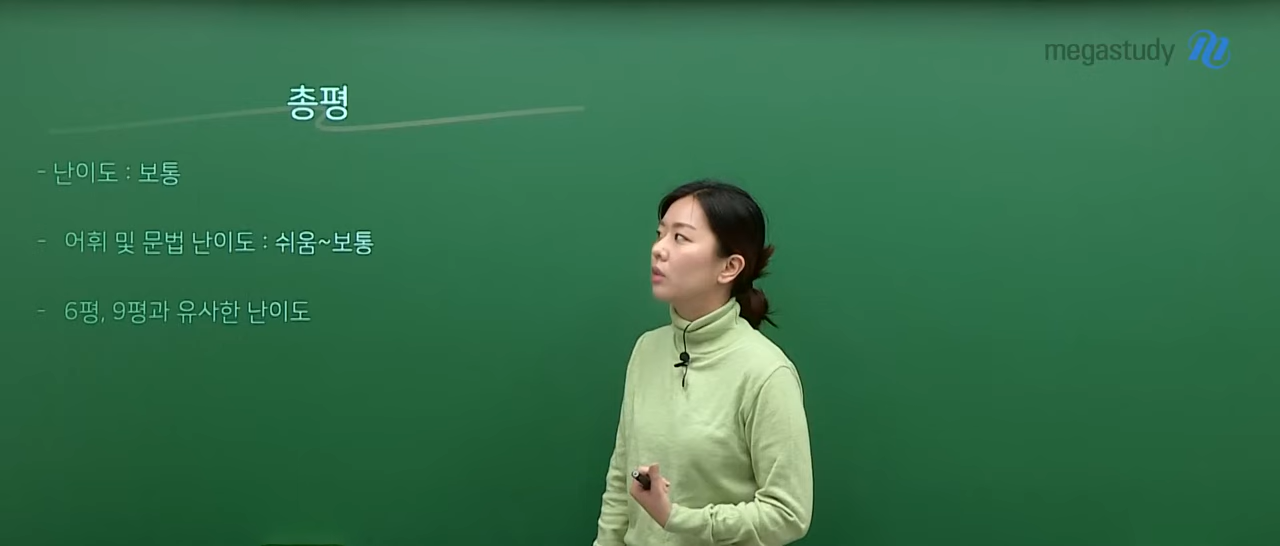 megastudy
총평
- 난이도 : 보통
- 어휘 및 문법 난이도 : 쉬움~보통
- 6평, 9평과 유사한 난이도